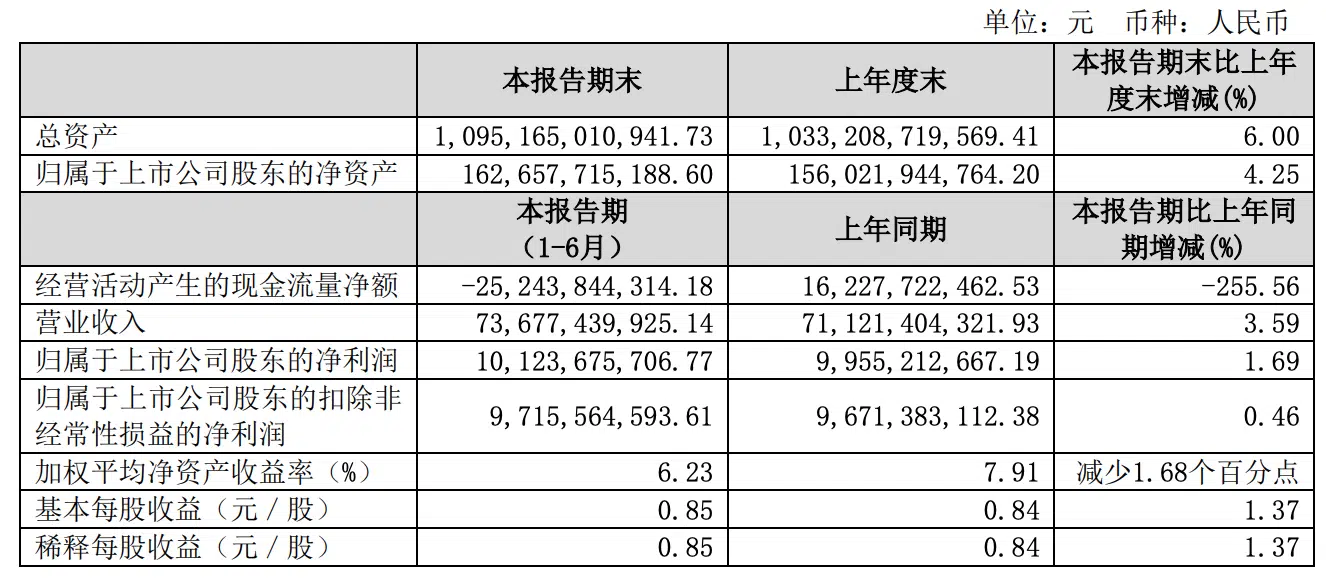 单位：元 币种：人民币
本报告期末 上年度末 本报告期末比上年
度末增减(%)
总资产 1,095,165,010,941.73 1,033,208,719,569.41 6.00
归属于上市公司股东的净资产 162,657,715,188.60 156,021,944,764.20 4.25
本报告期
（1-6月） 上年同期 本报告期比上年同
期增减(%)
经营活动产生的现金流量净额 -25,243,844,314.18 16,227,722,462.53 -255.56
营业收入 73,677,439,925.14 71,121,404,321.93 3.59
归属于上市公司股东的净利润 10,123,675,706.77 9,955,212,667.19 1.69
归属于上市公司股东的扣除非
经常性损益的净利润 9,715,564,593.61 9,671,383,112.38 0.46
加权平均净资产收益率（%） 6.23 7.91 减少1.68个百分点
基本每股收益（元／股） 0.85 0.84 1.37
稀释每股收益（元／股） 0.85 0.84 1.37